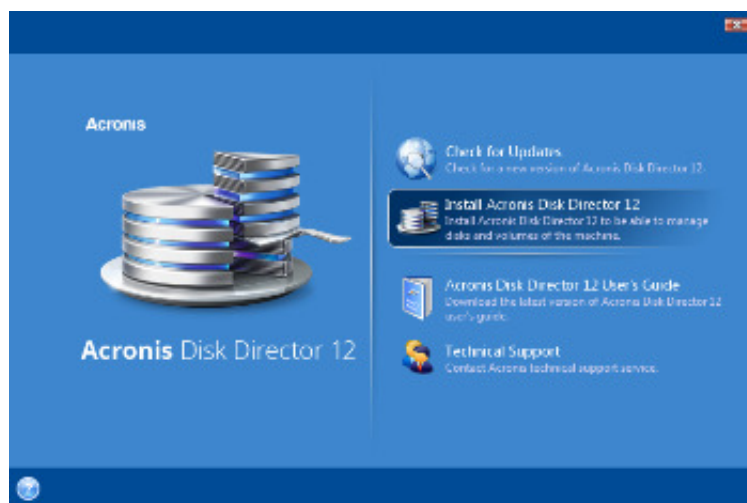 Acronis
Acronis Disk Director 12
Check for Updates
Check for a new version of Acronis Disk Director 12.
Install Acronis Disk Director 12
Install Acronis Disk Director 12 to be able to manage
disks and volumes of the machine.
Acronis Disk Director 12 User's Guide
Download the latest version of Acronis Disk Director 12
user's guide.
Technical Support
Contact Acronis technical support service.